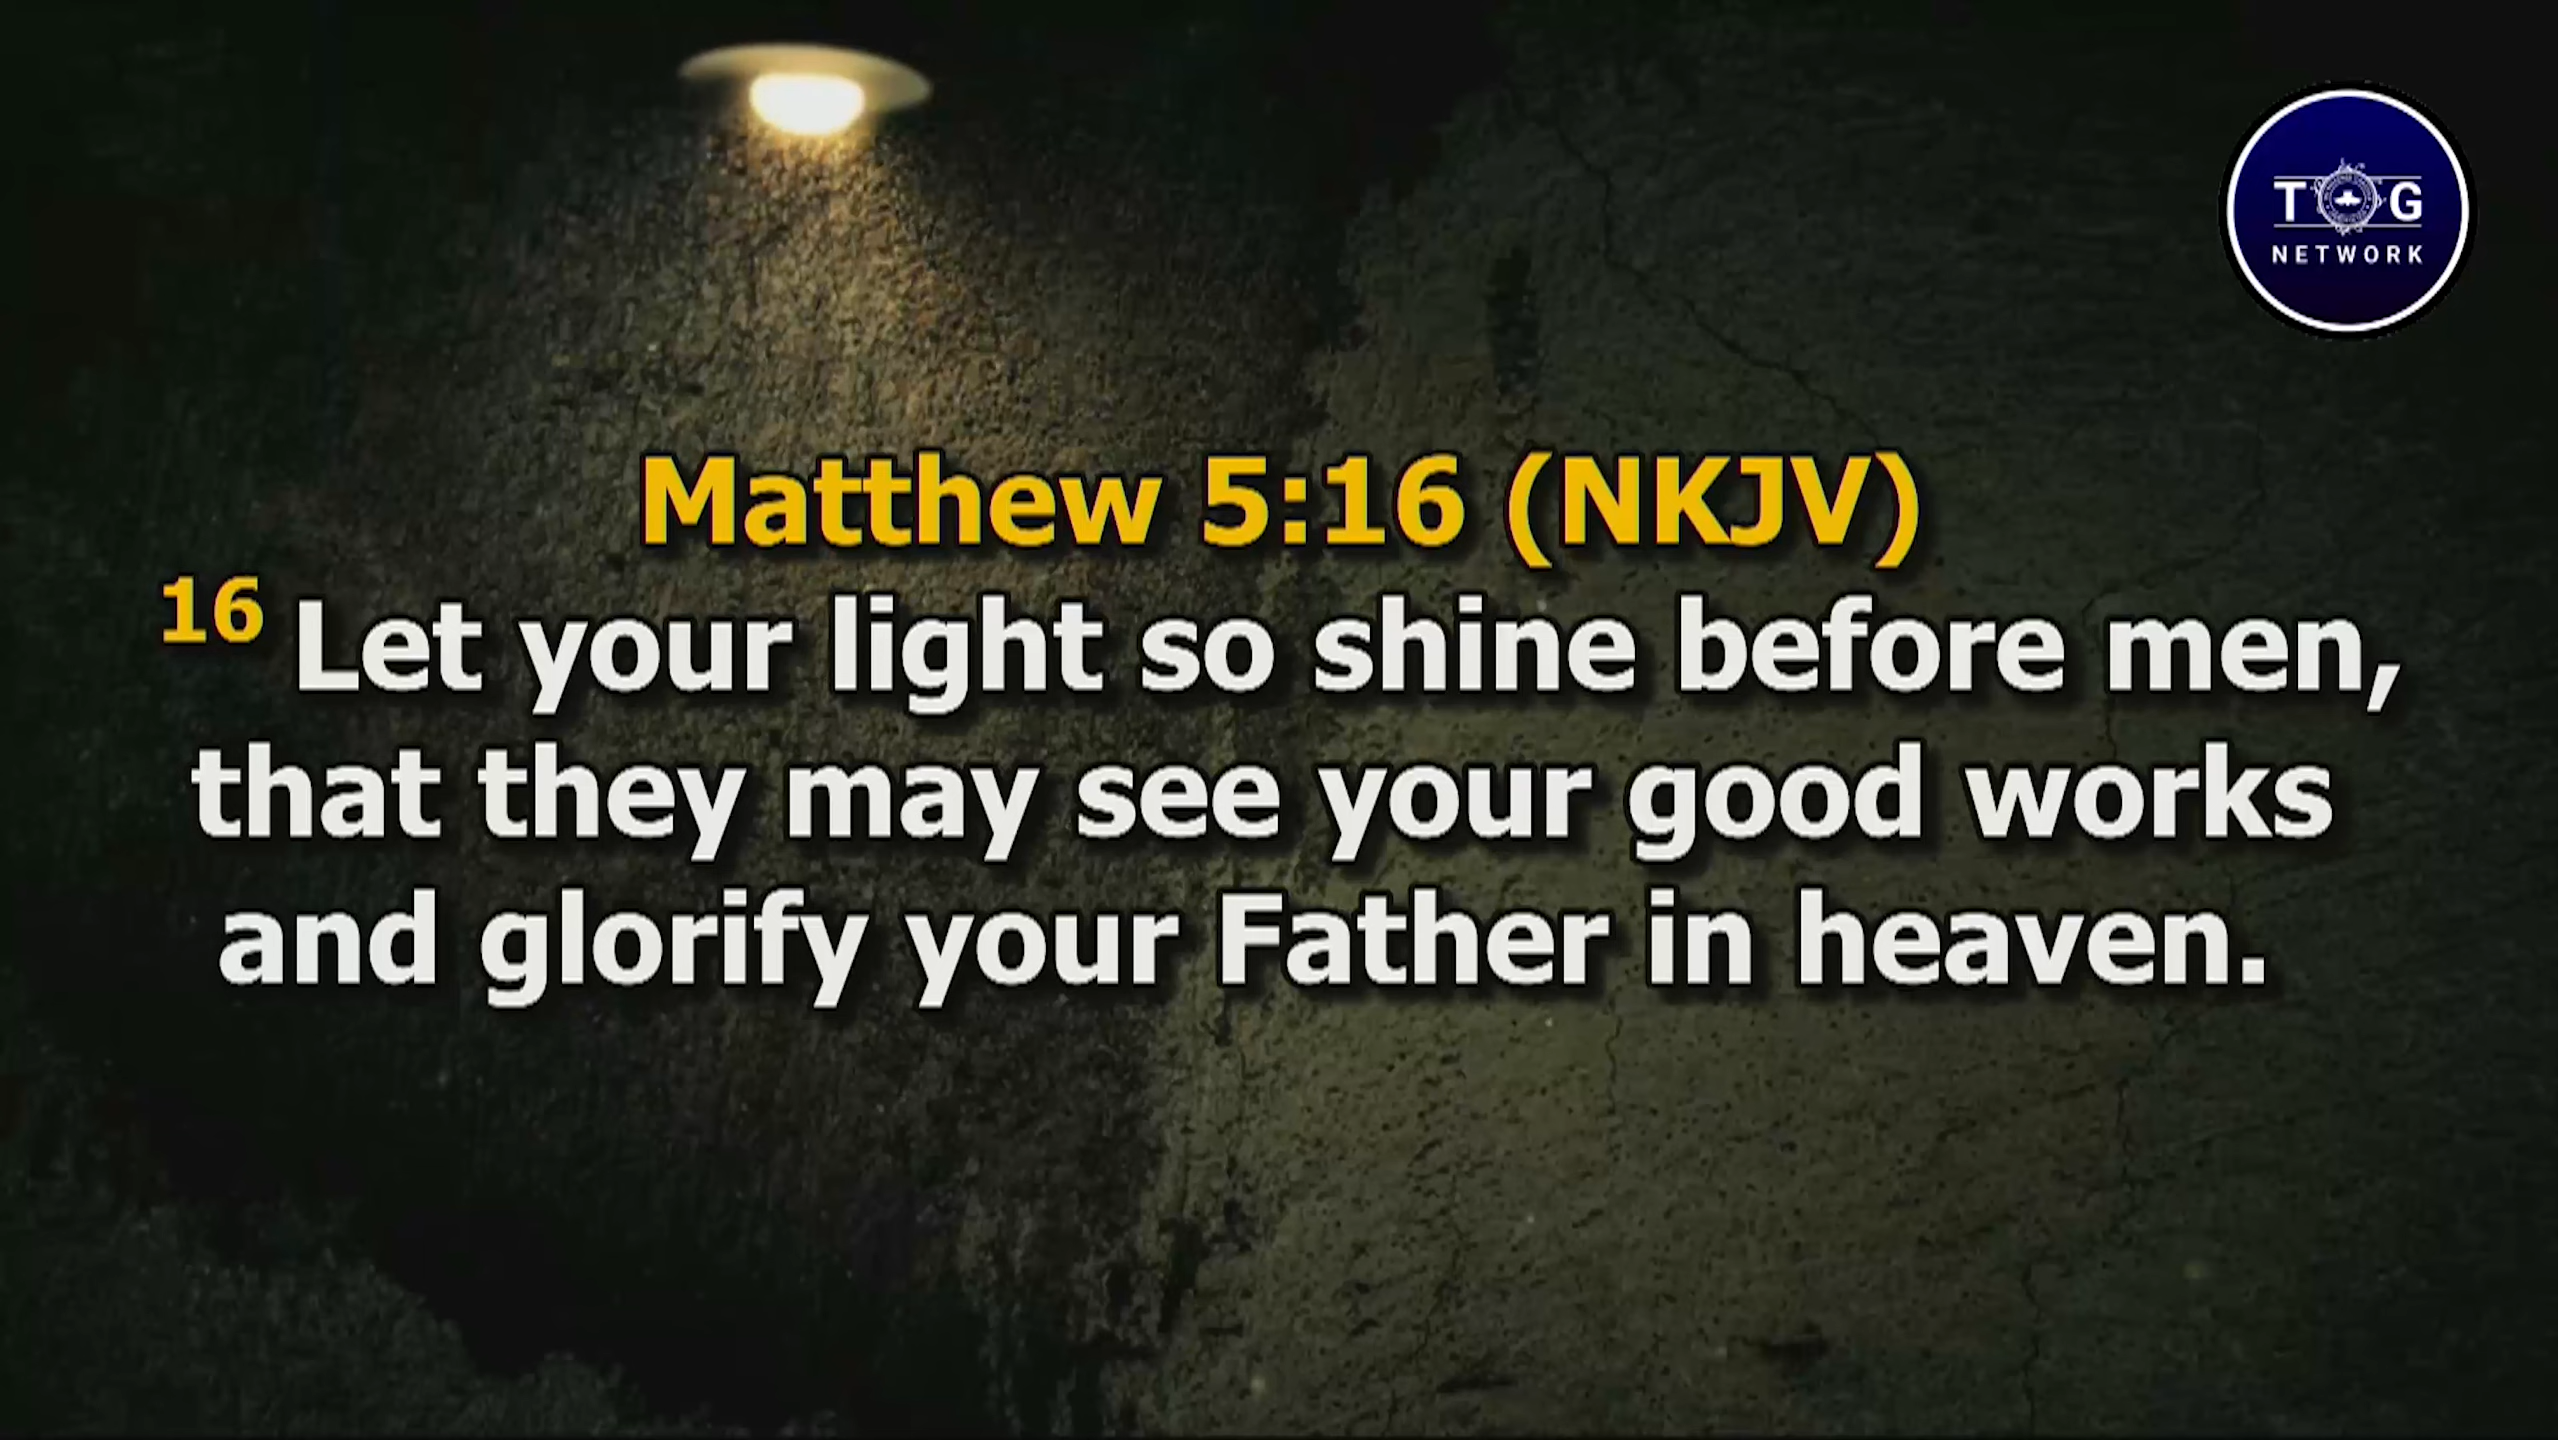 T G
NETWORK
Matthew 5:16 (NKJV)
16 Let your light so shine before men,
that they may see your good works
and glorify your Father in heaven.